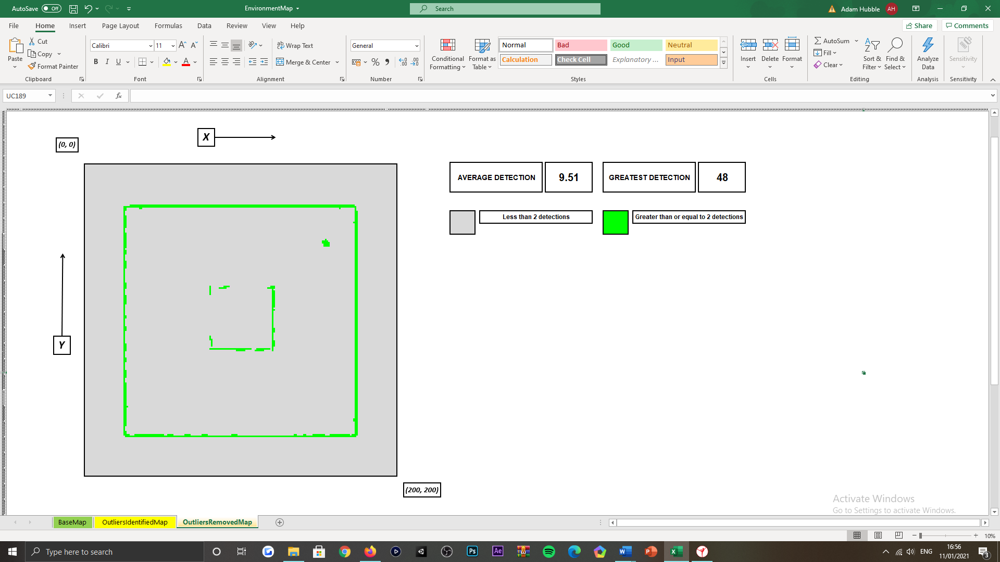 AutoSave Off EnvironmentMap Search Adam Hubble AH
File Home Insert Page Layout Formulas Data Review View Help Share Comments
Paste Cut Copy Format Painter Clipboard
Calibri 11 A A B I U A Font
ab Wrap Text Merge & Center Alignment
General % Number
Conditional Formatting Format as Table
Normal Bad Good Neutral
Calculation Check Cell Explanatory ... Input
Styles
Insert Delete Format Cells
AutoSum Fill Clear Sort & Filter Find & Select Editing
Analyze Data Analysis
Sensitivity Sensitivity
UC189 fx
X
(0, 0)
AVERAGE DETECTION 9.51 GREATEST DETECTION 48
Less than 2 detections Greater than or equal to 2 detections
Y
(200, 200)
Activate Windows
Go to Settings to activate Windows.
BaseMap OutliersIdentifiedMap OutliersRemovedMap
10%
Type here to search Ps Ae ENG 16:56
11/01/2021 3